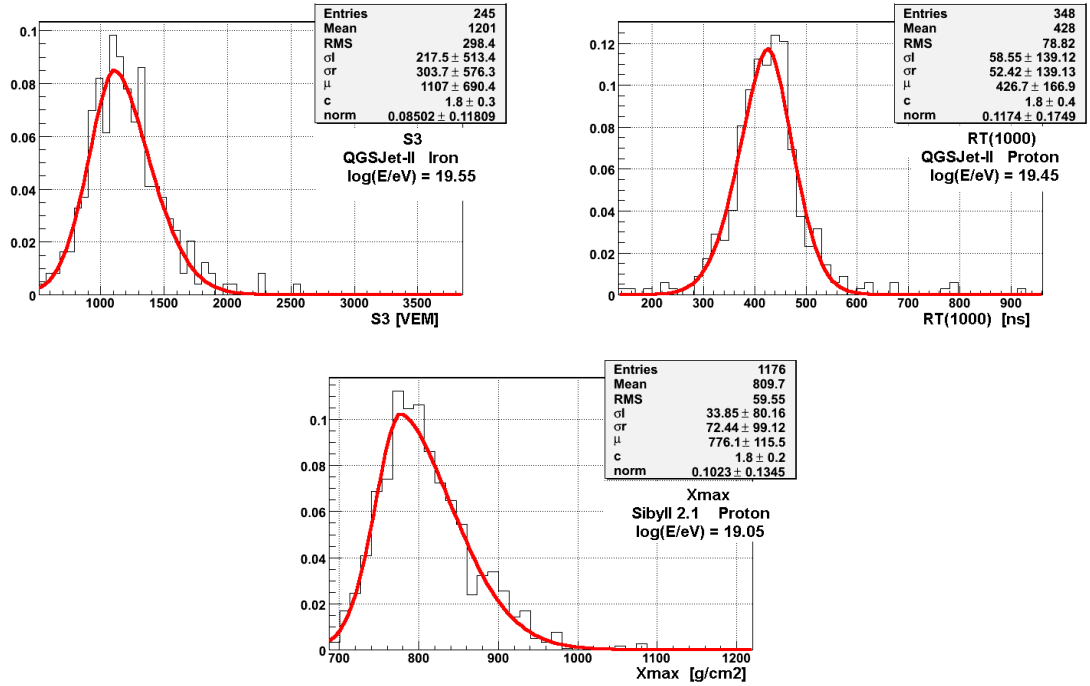 Entries 245
Mean 1201
RMS 298.4
σl 217.5 ± 513.4
σr 303.7 ± 576.3
μ 1107 ± 690.4
c 1.8 ± 0.3
norm 0.08502 ± 0.11809
S3
QGSJet-II Iron
log(E/eV) = 19.55
0.1
0.08
0.06
0.04
0.02
0
1000 1500 2000 2500 3000 3500
S3 [VEM]
Entries 348
Mean 428
RMS 78.82
σl 58.55 ± 139.12
σr 52.42 ± 139.13
μ 426.7 ± 166.9
c 1.8 ± 0.4
norm 0.1174 ± 0.1749
RT(1000)
QGSJet-II Proton
log(E/eV) = 19.45
0.12
0.1
0.08
0.06
0.04
0.02
0
200 300 400 500 600 700 800 900
RT(1000) [ns]
Entries 1176
Mean 809.7
RMS 59.55
σl 33.85 ± 80.16
σr 72.44 ± 99.12
μ 776.1 ± 115.5
c 1.8 ± 0.2
norm 0.1023 ± 0.1345
Xmax
Sibyll 2.1 Proton
log(E/eV) = 19.05
0.1
0.08
0.06
0.04
0.02
0
700 800 900 1000 1100 1200
Xmax [g/cm2]